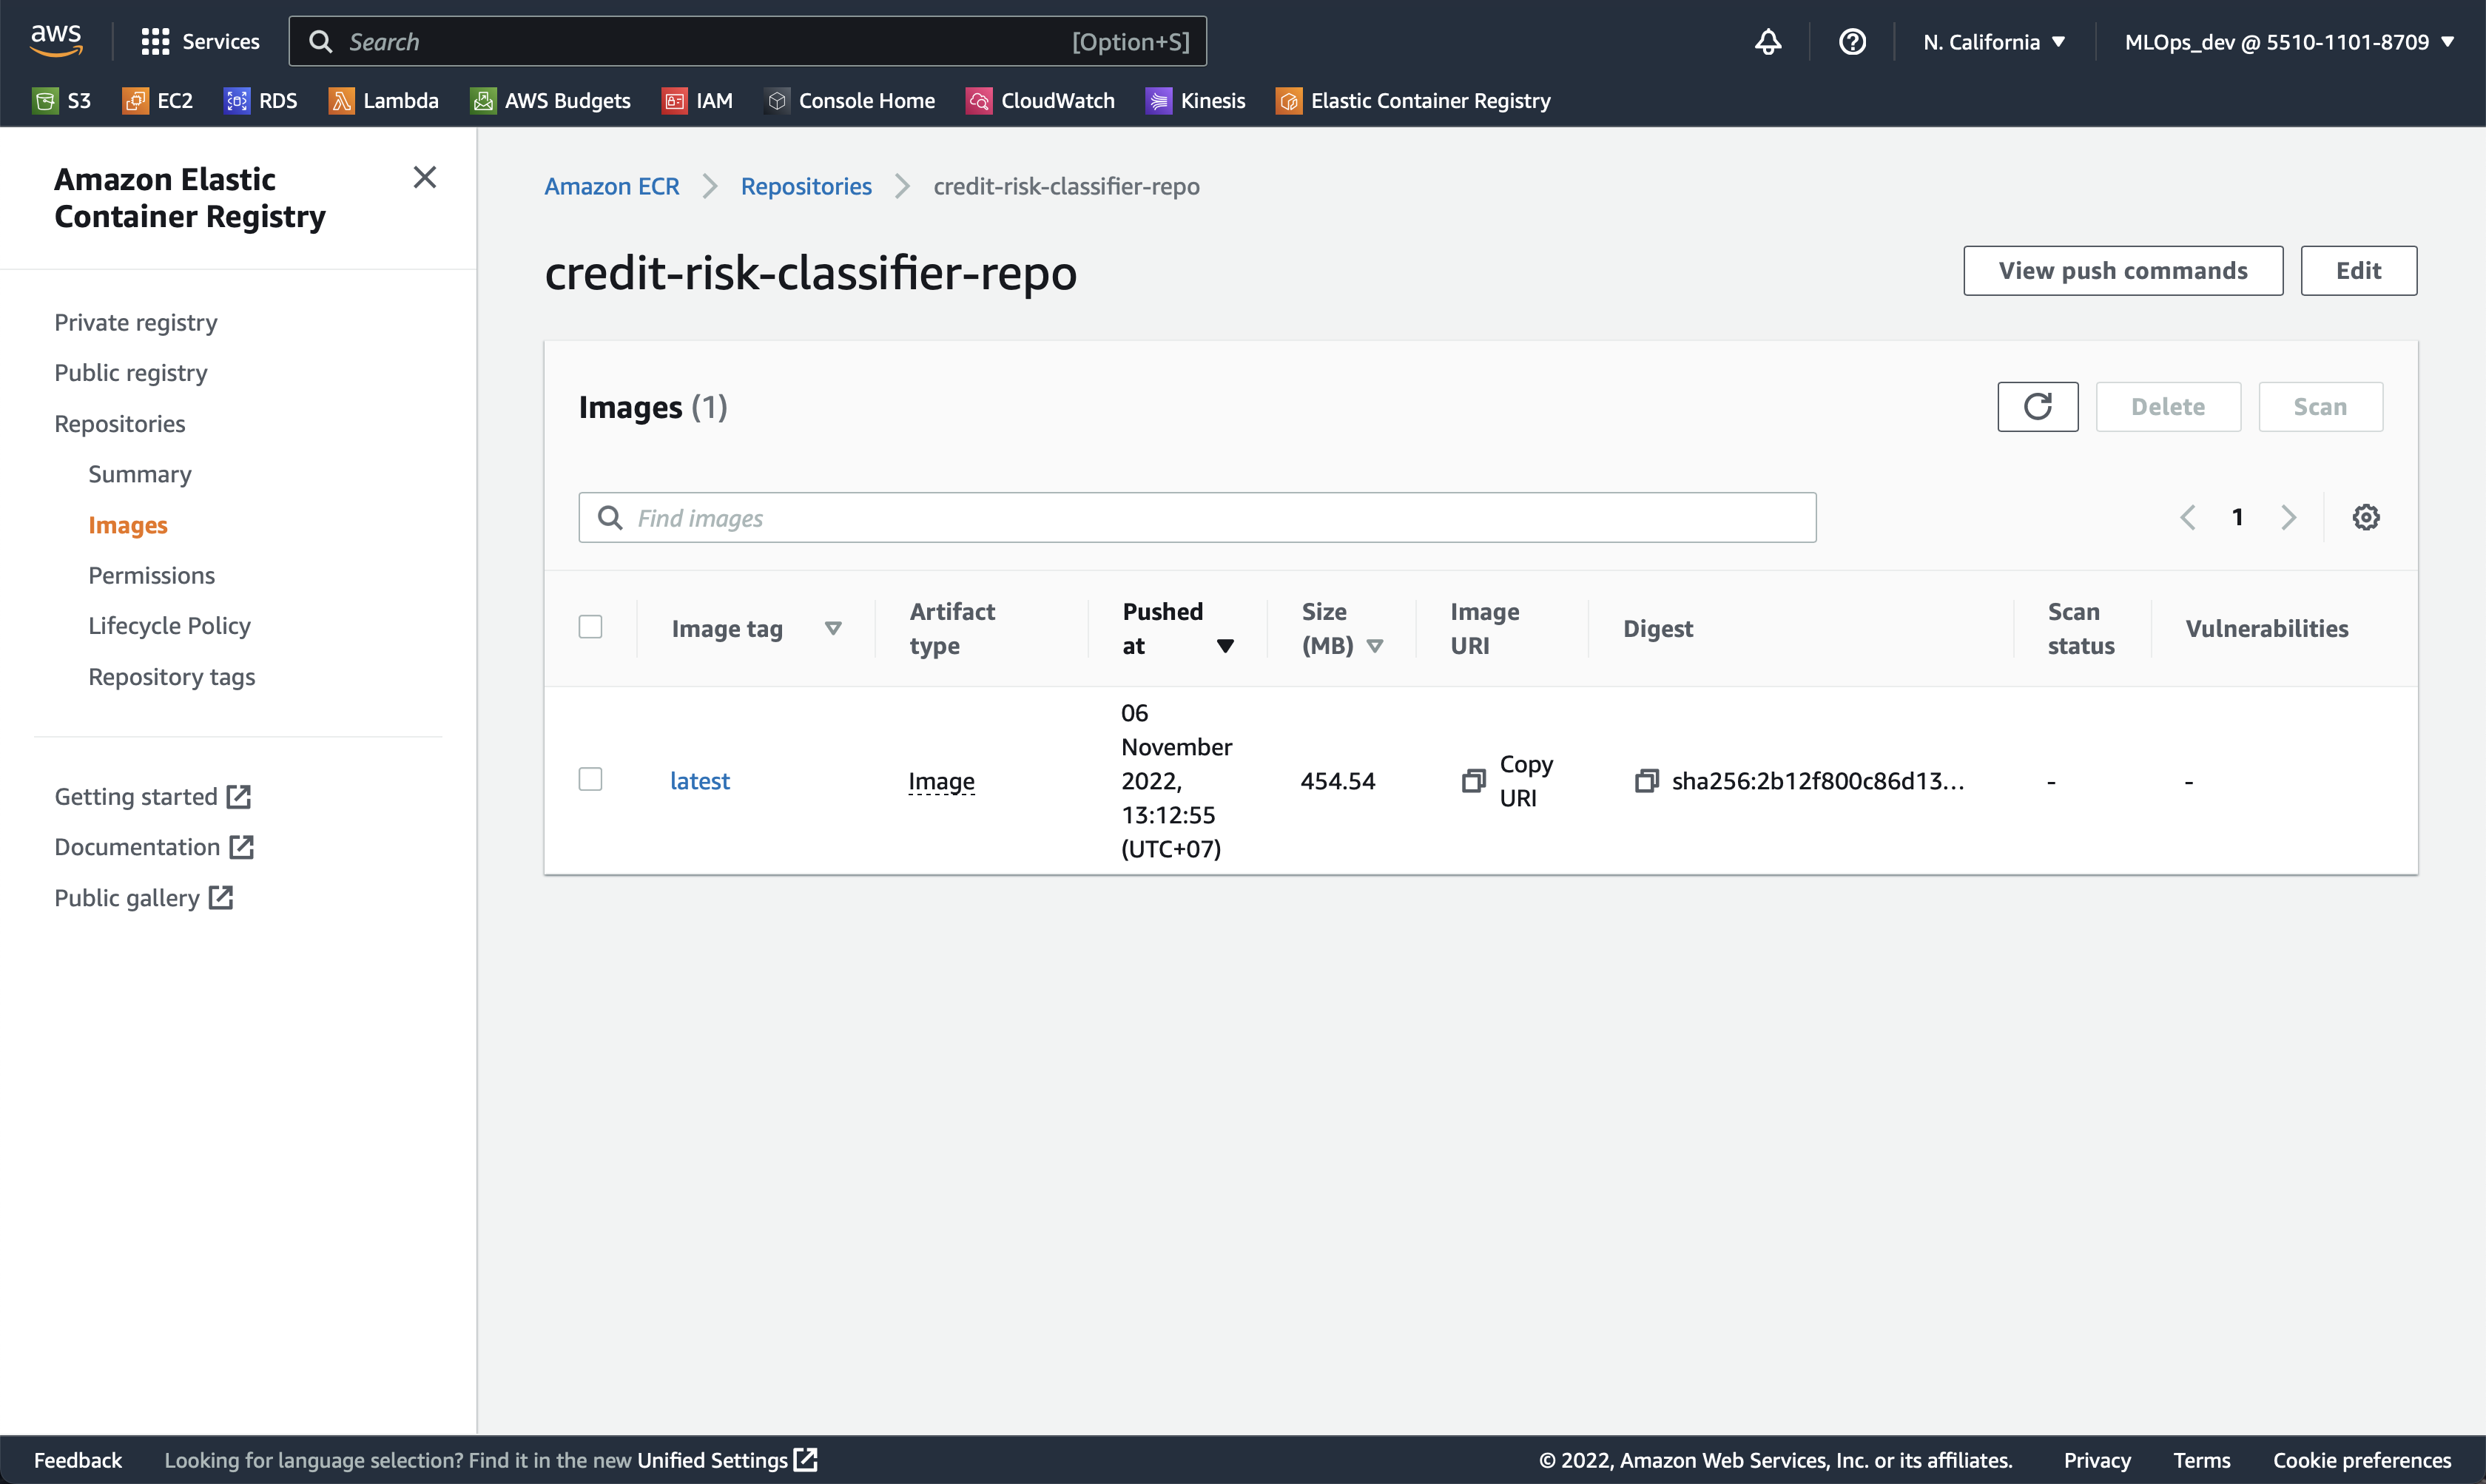 aws
Services
Search [Option+S]
N. California
MLOps_dev @ 5510-1101-8709
S3
EC2
RDS
Lambda
AWS Budgets
IAM
Console Home
CloudWatch
Kinesis
Elastic Container Registry
Amazon Elastic
Container Registry
Private registry
Public registry
Repositories
Summary
Images
Permissions
Lifecycle Policy
Repository tags
Getting started
Documentation
Public gallery
Amazon ECR
Repositories
credit-risk-classifier-repo
credit-risk-classifier-repo
View push commands
Edit
Images (1)
Delete
Scan
Find images
1
Image tag
Artifact
type
Pushed
at
Size
(MB)
Image
URI
Digest
Scan
status
Vulnerabilities
latest
Image
06
November
2022,
13:12:55
(UTC+07)
454.54
Copy
URI
sha256:2b12f800c86d13...
-
-
Feedback
Looking for language selection? Find it in the new Unified Settings
© 2022, Amazon Web Services, Inc. or its affiliates.
Privacy
Terms
Cookie preferences